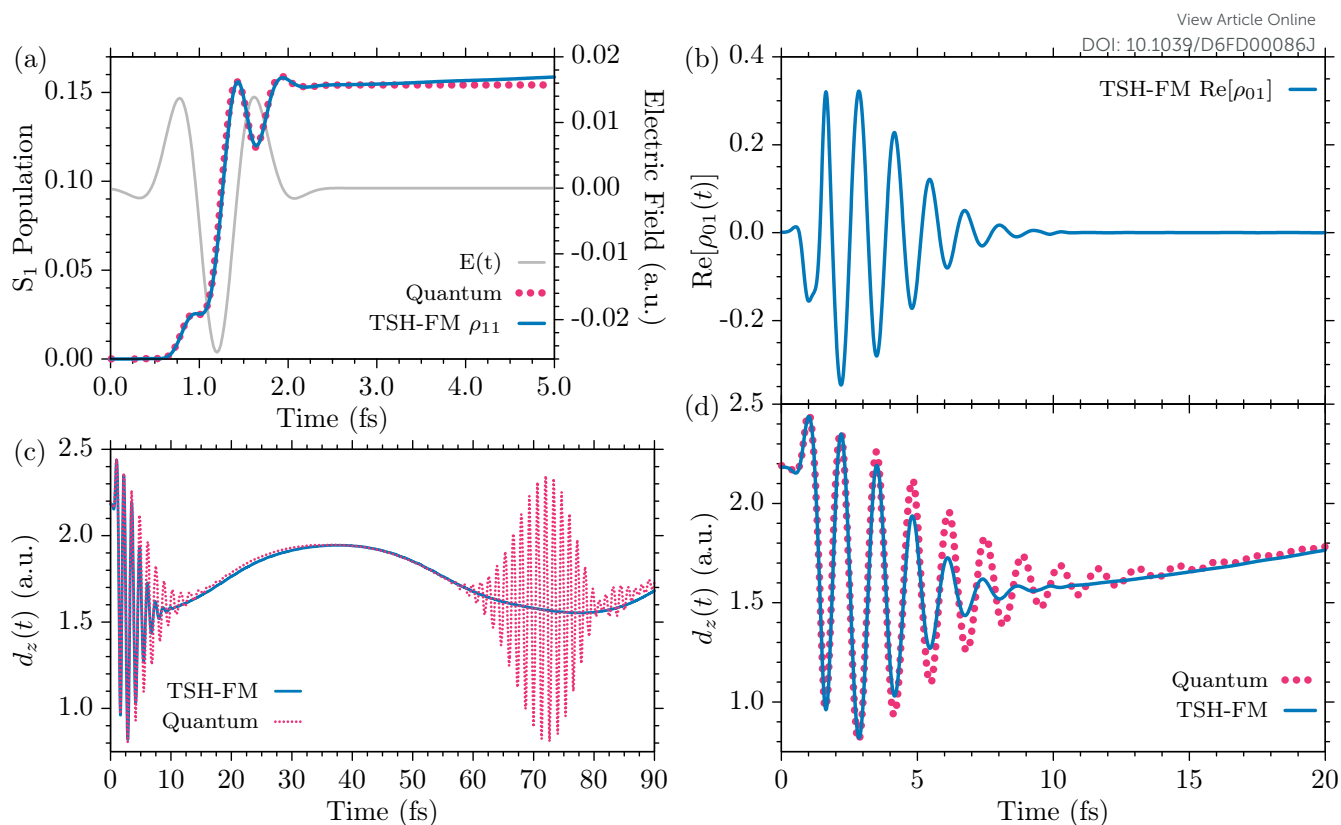 View Article Online
DOI: 10.1039/D6FD00086J
(a)
S1 Population
0.15
0.10
0.05
0.00
0.02
0.01
0.00
-0.01
-0.02
Electric Field (a.u.)
E(t)
Quantum
TSH-FM ρ11
0.0 1.0 2.0 3.0 4.0 5.0
Time (fs)
(b)
Re[ρ01(t)]
0.4
0.2
0.0
-0.2
TSH-FM Re[ρ01]
(c)
dz(t) (a.u.)
2.5
2.0
1.5
1.0
TSH-FM
Quantum
0 10 20 30 40 50 60 70 80 90
Time (fs)
(d)
dz(t) (a.u.)
2.5
2.0
1.5
1.0
Quantum
TSH-FM
0 5 10 15 20
Time (fs)